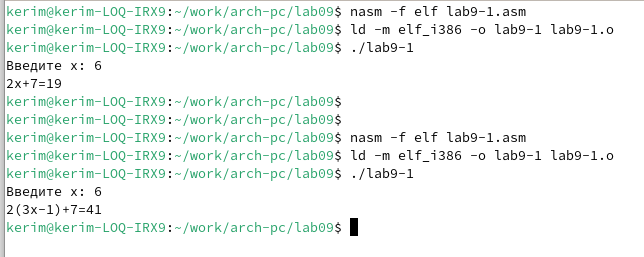 kerim@kerim-LOQ-IRX9:~/work/arch-pc/lab09$ nasm -f elf lab9-1.asm
kerim@kerim-LOQ-IRX9:~/work/arch-pc/lab09$ ld -m elf_i386 -o lab9-1 lab9-1.o
kerim@kerim-LOQ-IRX9:~/work/arch-pc/lab09$ ./lab9-1
Введите x: 6
2x+7=19
kerim@kerim-LOQ-IRX9:~/work/arch-pc/lab09$
kerim@kerim-LOQ-IRX9:~/work/arch-pc/lab09$
kerim@kerim-LOQ-IRX9:~/work/arch-pc/lab09$ nasm -f elf lab9-1.asm
kerim@kerim-LOQ-IRX9:~/work/arch-pc/lab09$ ld -m elf_i386 -o lab9-1 lab9-1.o
kerim@kerim-LOQ-IRX9:~/work/arch-pc/lab09$ ./lab9-1
Введите x: 6
2(3x-1)+7=41
kerim@kerim-LOQ-IRX9:~/work/arch-pc/lab09$